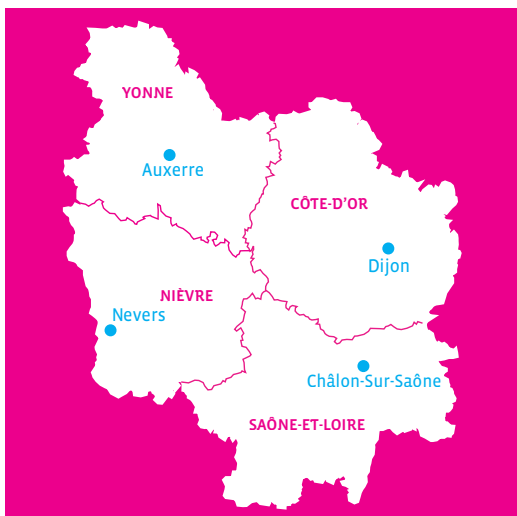 YONNE
Auxerre
CÔTE-D'OR
Dijon
NIÈVRE
Nevers
Châlon-Sur-Saône
SAÔNE-ET-LOIRE